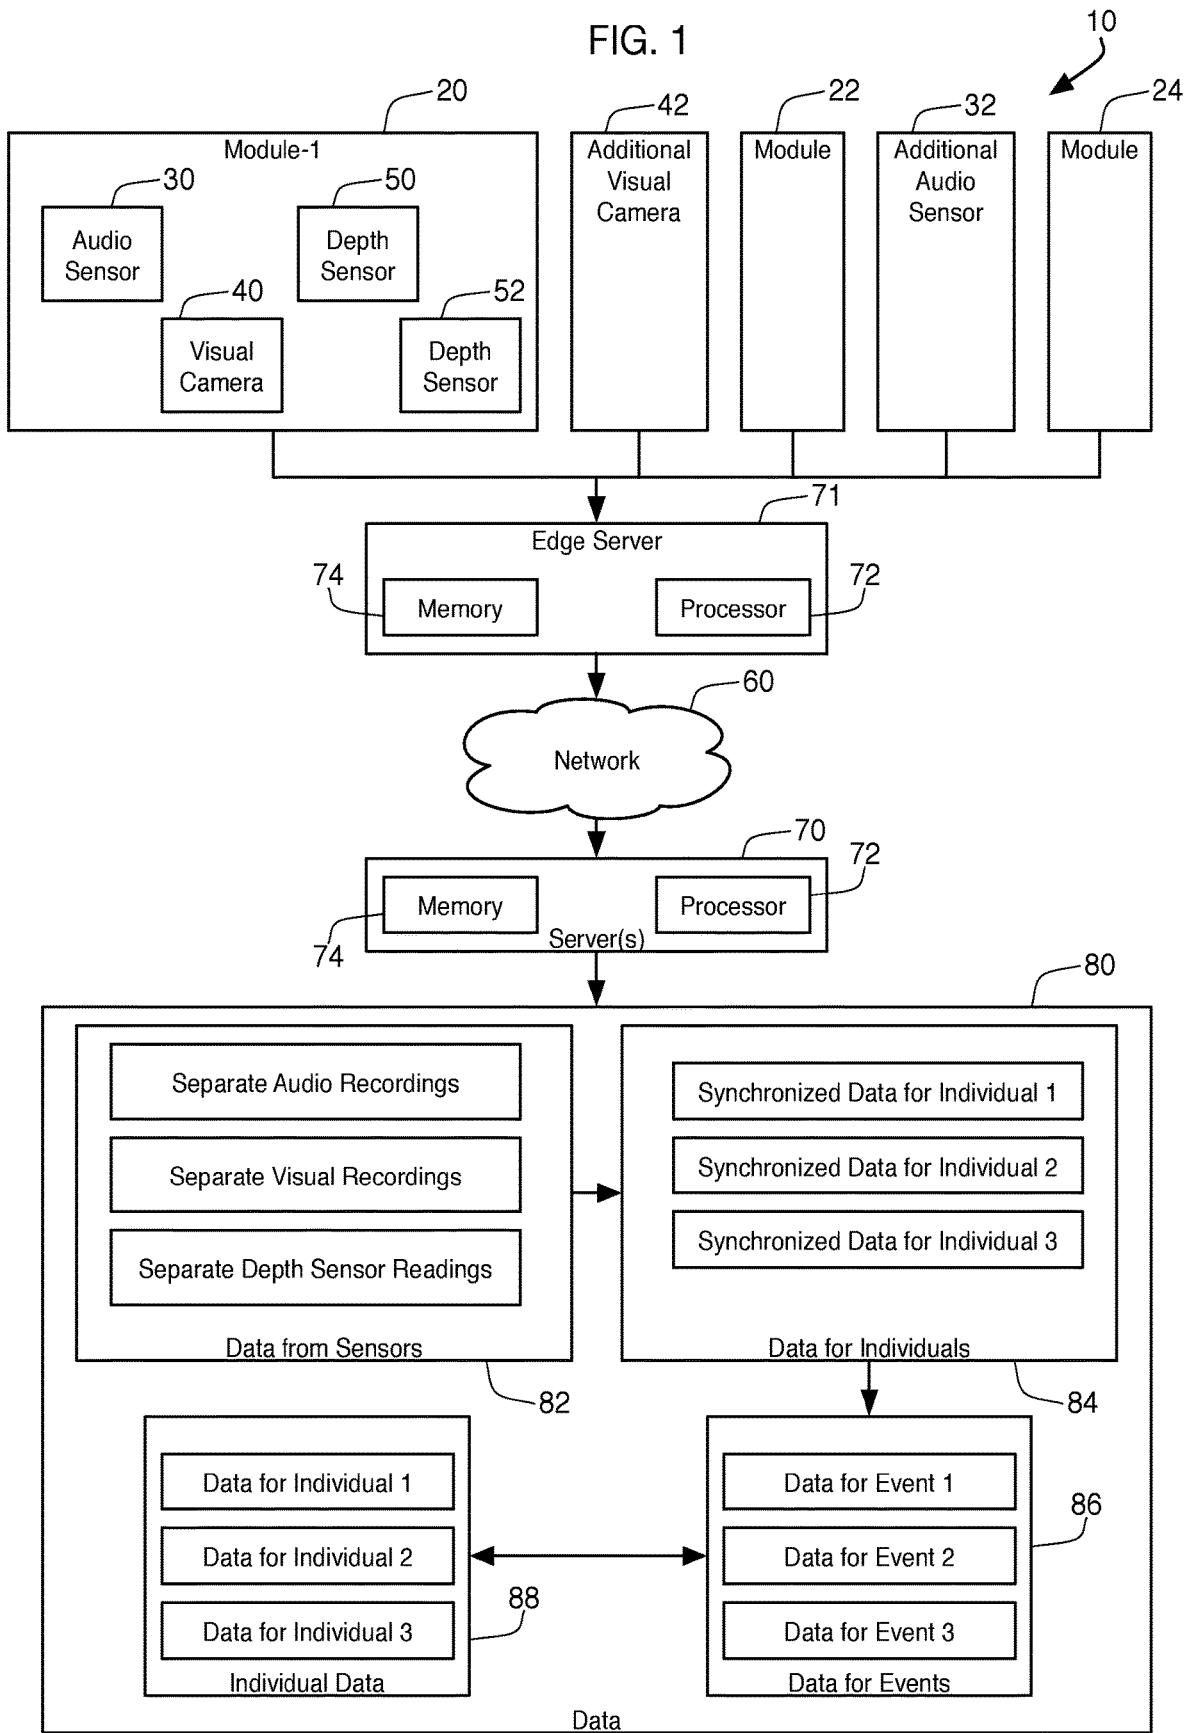 FIG. 1
10
20
42
22
32
24
Module-1
Additional
Visual
Camera
Module
Additional
Audio
Sensor
Module
30
50
Audio
Sensor
Depth
Sensor
40
52
Visual
Camera
Depth
Sensor
71
Edge Server
74
72
Memory
Processor
60
Network
70
72
Memory
Processor
74
Server(s)
80
Separate Audio Recordings
Separate Visual Recordings
Separate Depth Sensor Readings
Data from Sensors
82
Synchronized Data for Individual 1
Synchronized Data for Individual 2
Synchronized Data for Individual 3
Data for Individuals
84
Data for Individual 1
Data for Individual 2
Data for Individual 3
Individual Data
88
Data for Event 1
Data for Event 2
Data for Event 3
Data for Events
86
Data